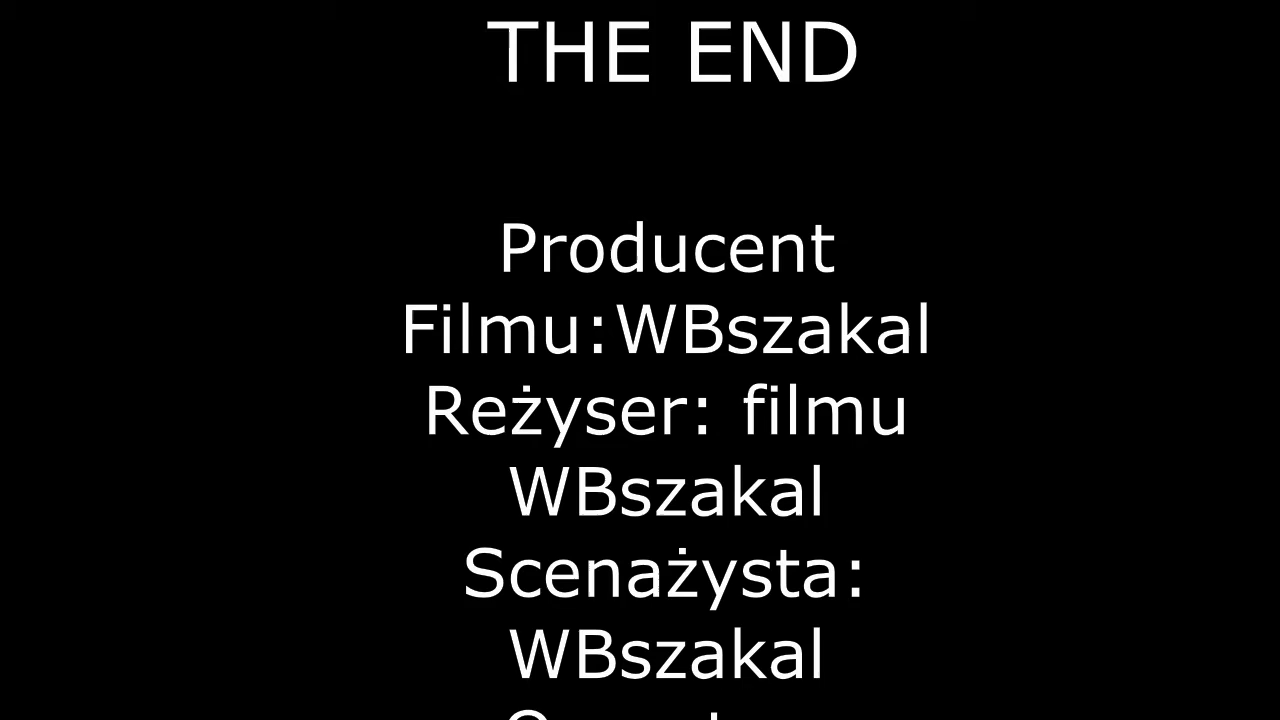 THE END
Producent
Filmu:WBszakal
Reżyser: filmu
WBszakal
Scenażysta:
WBszakal